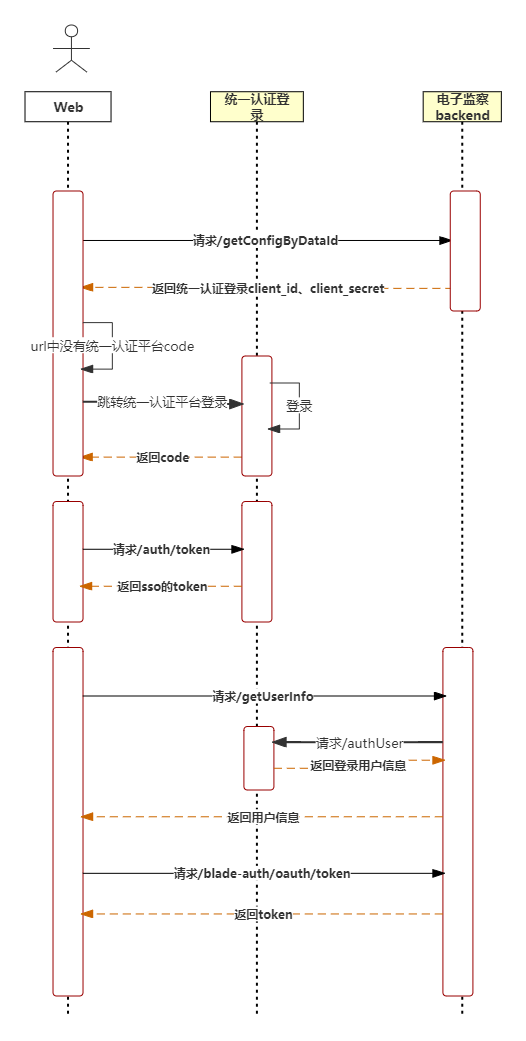 Web
统一认证登
录
电子监察
backend
请求/getConfigByDataId
返回统一认证登录client_id、client_secret
url中没有统一认证平台code
跳转统一认证平台登录
登录
返回code
请求/auth/token
返回sso的token
请求/getUserInfo
请求/authUser
返回登录用户信息
返回用户信息
请求/blade-auth/oauth/token
返回token